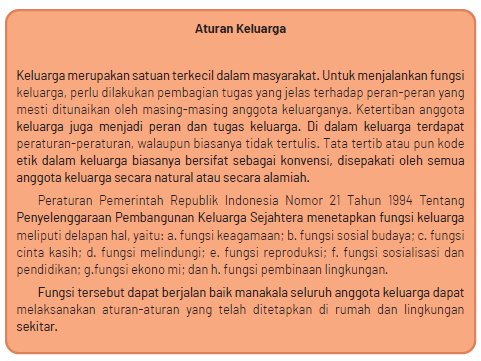 Aturan Keluarga
Keluarga merupakan satuan terkecil dalam masyarakat. Untuk menjalankan fungsi
keluarga, perlu dilakukan pembagian tugas yang jelas terhadap peran-peran yang
mesti ditunaikan oleh masing-masing anggota keluarganya. Ketertiban anggota
keluarga juga menjadi peran dan tugas keluarga. Di dalam keluarga terdapat
peraturan-peraturan, walaupun biasanya tidak tertulis. Tata tertib atau pun kode
etik dalam keluarga biasanya bersifat sebagai konvensi, disepakati oleh semua
anggota keluarga secara natural atau secara alamiah.
Peraturan Pemerintah Republik Indonesia Nomor 21 Tahun 1994 Tentang
Penyelenggaraan Pembangunan Keluarga Sejahtera menetapkan fungsi keluarga
meliputi delapan hal, yaitu: a. fungsi keagamaan; b. fungsi sosial budaya; c. fungsi
cinta kasih; d. fungsi melindungi; e. fungsi reproduksi; f. fungsi sosialisasi dan
pendidikan; g.fungsi ekono mi; dan h. fungsi pembinaan lingkungan.
Fungsi tersebut dapat berjalan baik manakala seluruh anggota keluarga dapat
melaksanakan aturan-aturan yang telah ditetapkan di rumah dan lingkungan
sekitar.